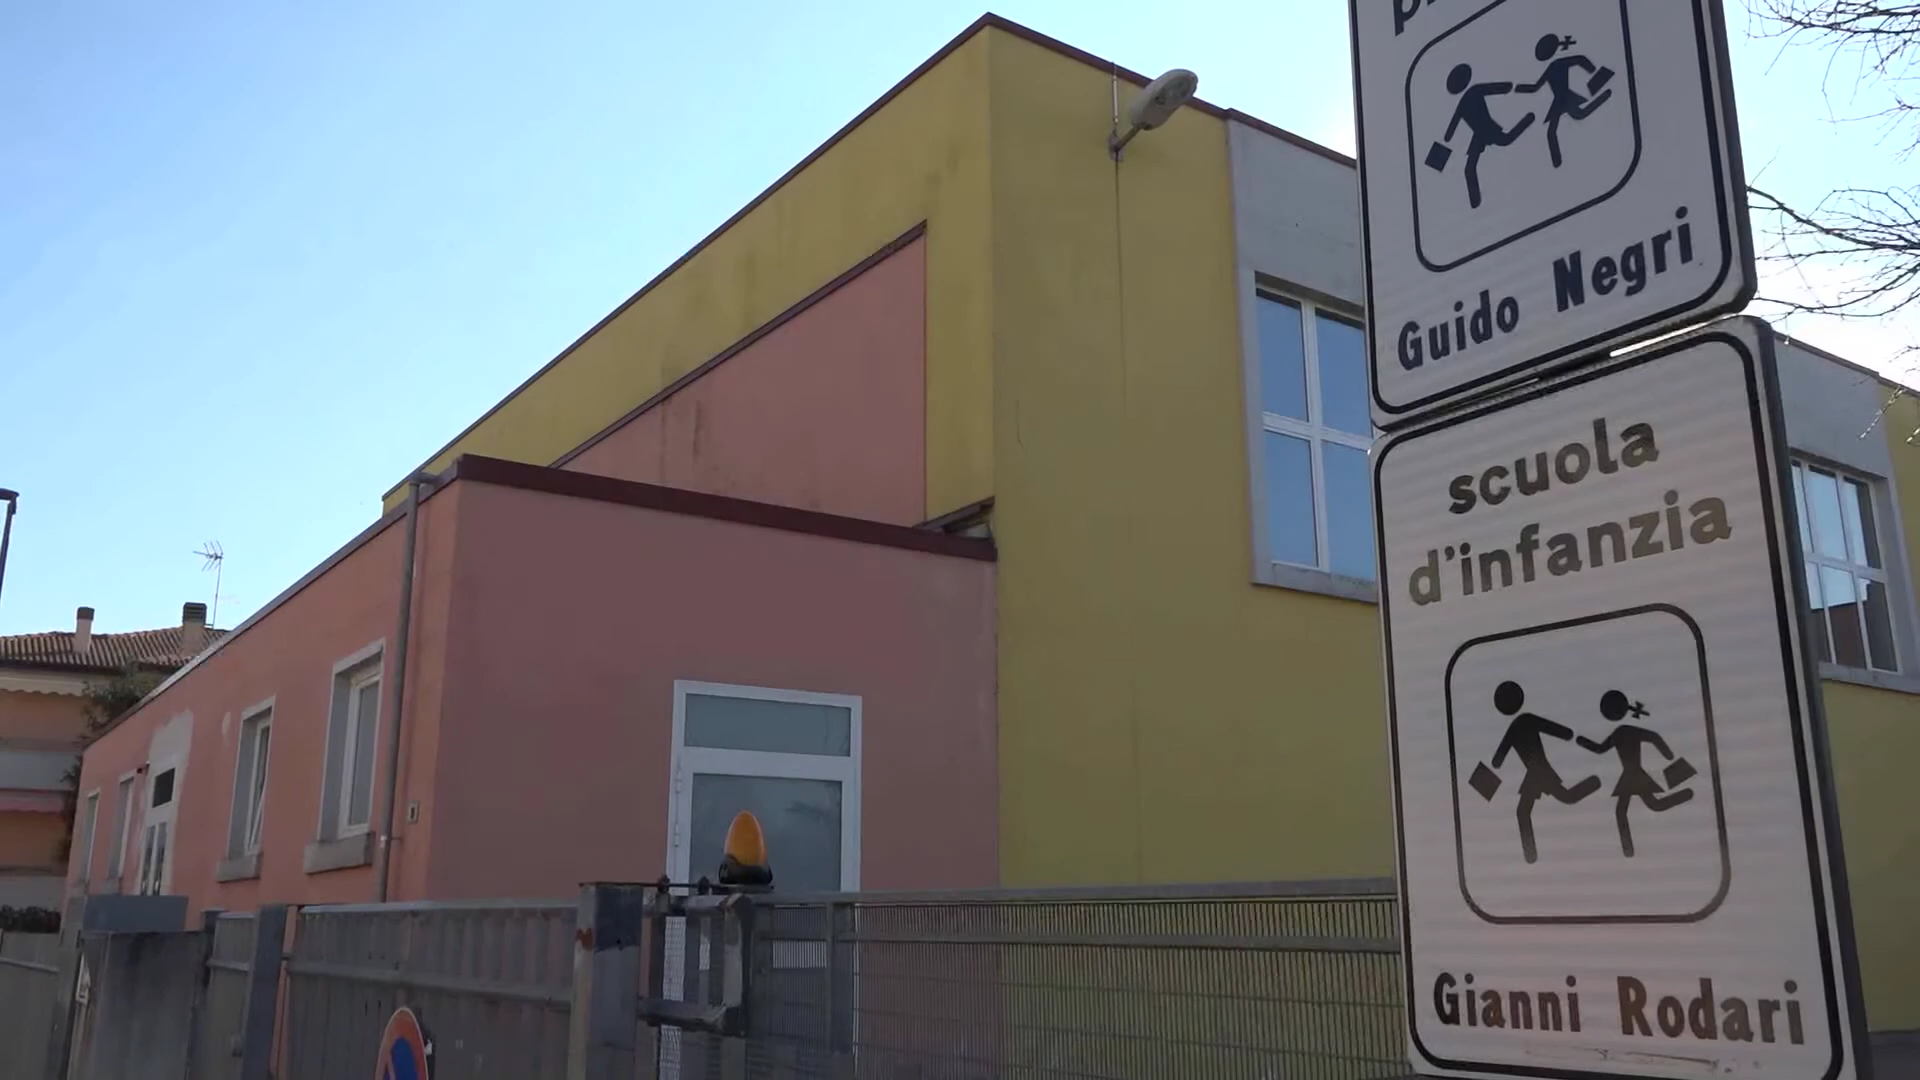 Guido Negri
scuola
d'infanzia
Gianni Rodari